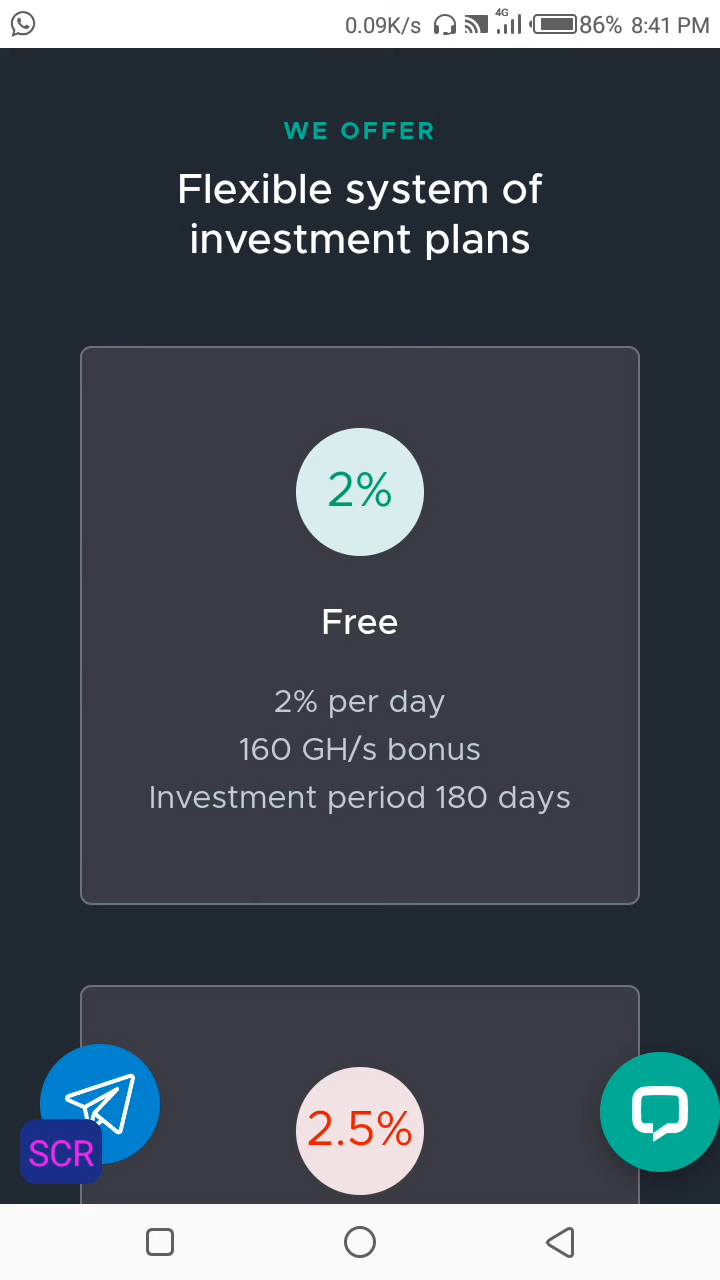 4G
0.09K/s 86% 8:41 PM
WE OFFER
Flexible system of
investment plans
2%
Free
2% per day
160 GH/s bonus
Investment period 180 days
2.5%
SCR